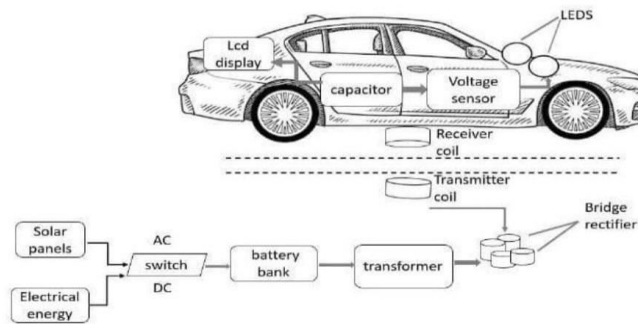 LEDS
Lcd
display
capacitor
Voltage
sensor
Receiver
coil
Transmitter
coil
Bridge
rectifier
Solar
panels
AC
switch
DC
battery
bank
transformer
Electrical
energy